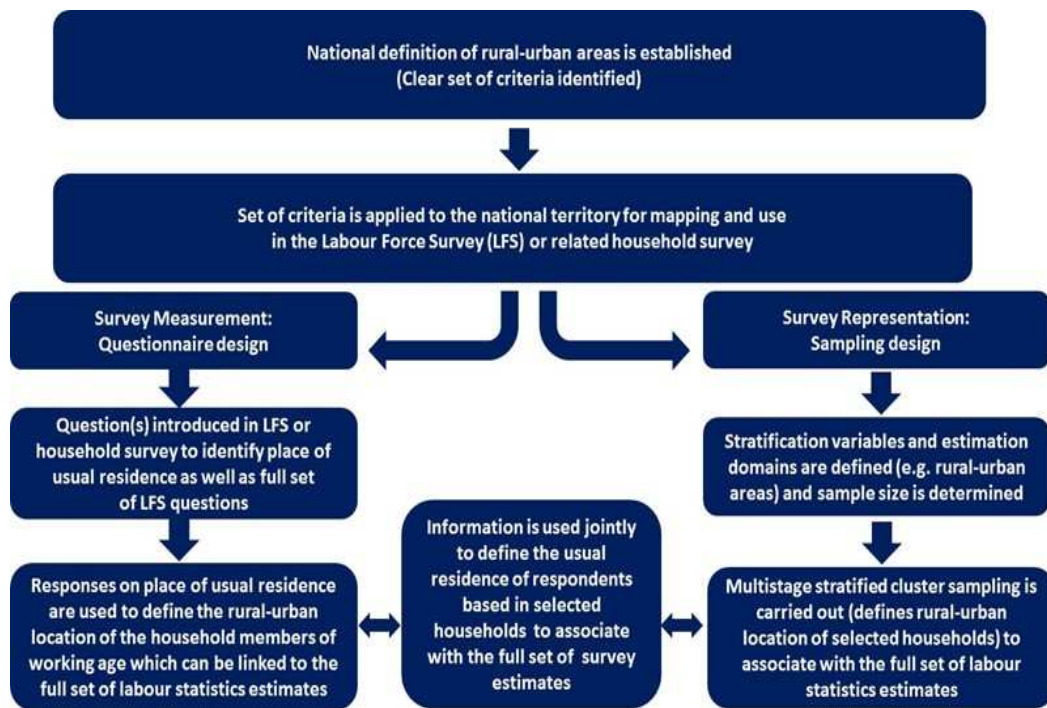 National definition of rural-urban areas is established
(Clear set of criteria identified)
Set of criteria is applied to the national territory for mapping and use
in the Labour Force Survey (LFS) or related household survey
Survey Measurement:
Questionnaire design
Question(s) introduced in LFS or
household survey to identify place of
usual residence as well as full set
of LFS questions
Responses on place of usual residence
are used to define the rural-urban
location of the household members of
working age which can be linked to the
full set of labour statistics estimates
Information is used jointly
to define the usual
residence of respondents
based in selected
households to associate
with the full set of survey
estimates
Survey Representation:
Sampling design
Stratification variables and estimation
domains are defined (e.g. rural-urban
areas) and sample size is determined
Multistage stratified cluster sampling is
carried out (defines rural-urban
location of selected households) to
associate with the full set of labour
statistics estimates